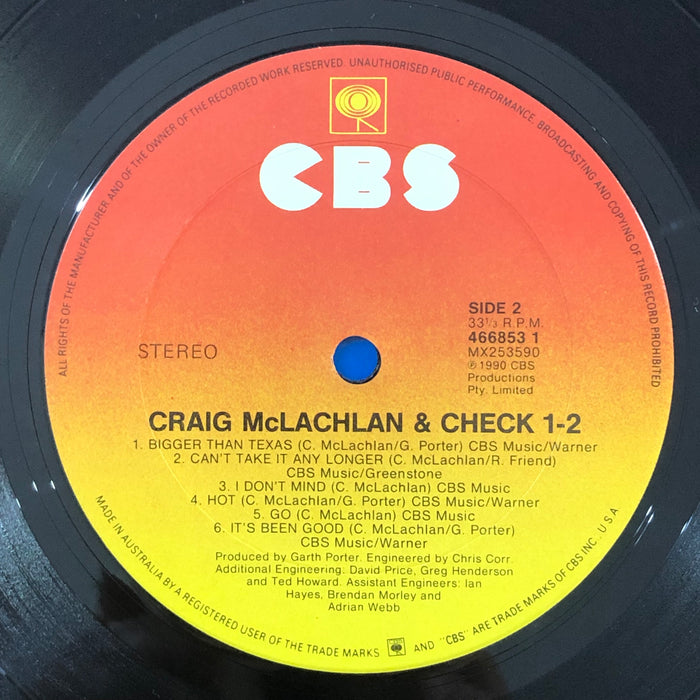 ALL RIGHTS OF THE MANUFACTURER AND OF THE OWNER OF THE RECORDED WORK RESERVED. UNAUTHORISED PUBLIC PERFORMANCE, BROADCASTING AND COPYING OF THIS RECORD PROHIBITED
CBS
STEREO
SIDE 2
33 1/3 R.P.M.
466853 1
MX253590
℗ 1990 CBS
Productions
Pty. Limited
CRAIG McLACHLAN & CHECK 1-2
1. BIGGER THAN TEXAS (C. McLachlan/G. Porter) CBS Music/Warner
2. CAN'T TAKE IT ANY LONGER (C. McLachlan/R. Friend)
CBS Music/Greenstone
3. I DON'T MIND (C. McLachlan) CBS Music
4. HOT (C. McLachlan/G. Porter) CBS Music/Warner
5. GO (C. McLachlan) CBS Music
6. IT'S BEEN GOOD (C. McLachlan/G. Porter)
CBS Music/Warner
Produced by Garth Porter. Engineered by Chris Corr.
Additional Engineering: David Price, Greg Henderson
and Ted Howard. Assistant Engineers: Ian
Hayes, Brendan Morley and
Adrian Webb
MADE IN AUSTRALIA BY A REGISTERED USER OF THE TRADE MARKS AND "CBS" ARE TRADE MARKS OF CBS INC. U S A